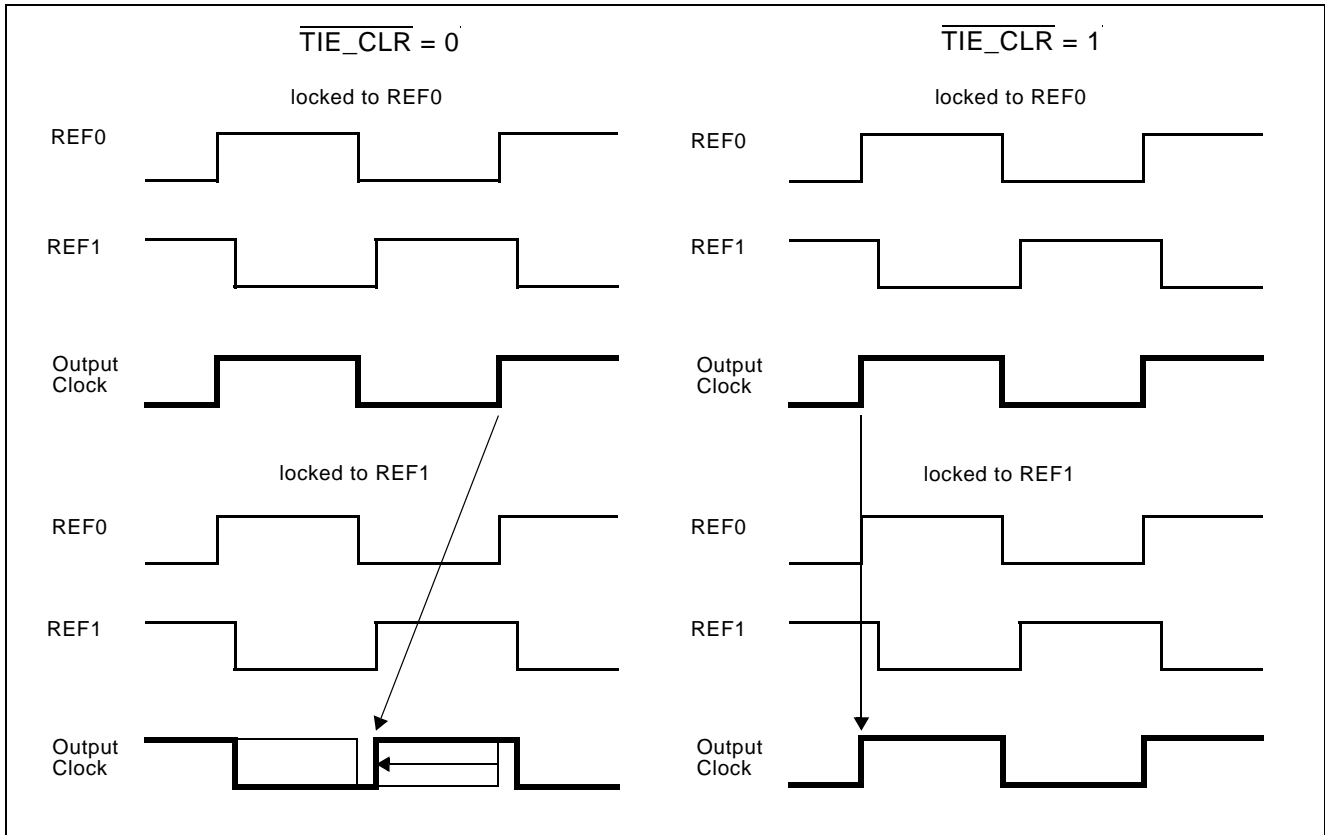 TIE_CLR = 0
locked to REF0
REF0
REF1
Output
Clock
locked to REF1
REF0
REF1
Output
Clock
TIE_CLR = 1
locked to REF0
REF0
REF1
Output
Clock
locked to REF1
REF0
REF1
Output
Clock